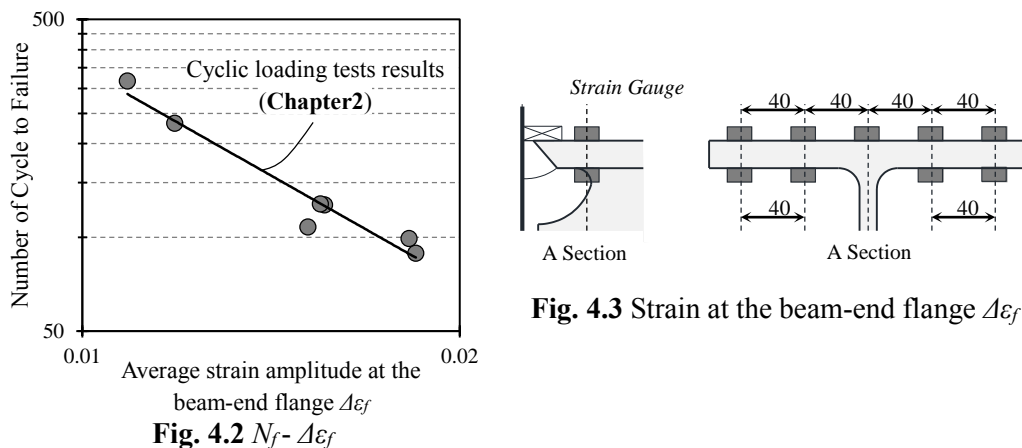 500
Number of Cycle to Failure
Cyclic loading tests results
(Chapter2)
50
0.01
0.02
Average strain amplitude at the
beam-end flange Δεf
Fig. 4.2 Nf - Δεf
Strain Gauge
40
40
40
40
40
40
A Section
A Section
Fig. 4.3 Strain at the beam-end flange Δεf